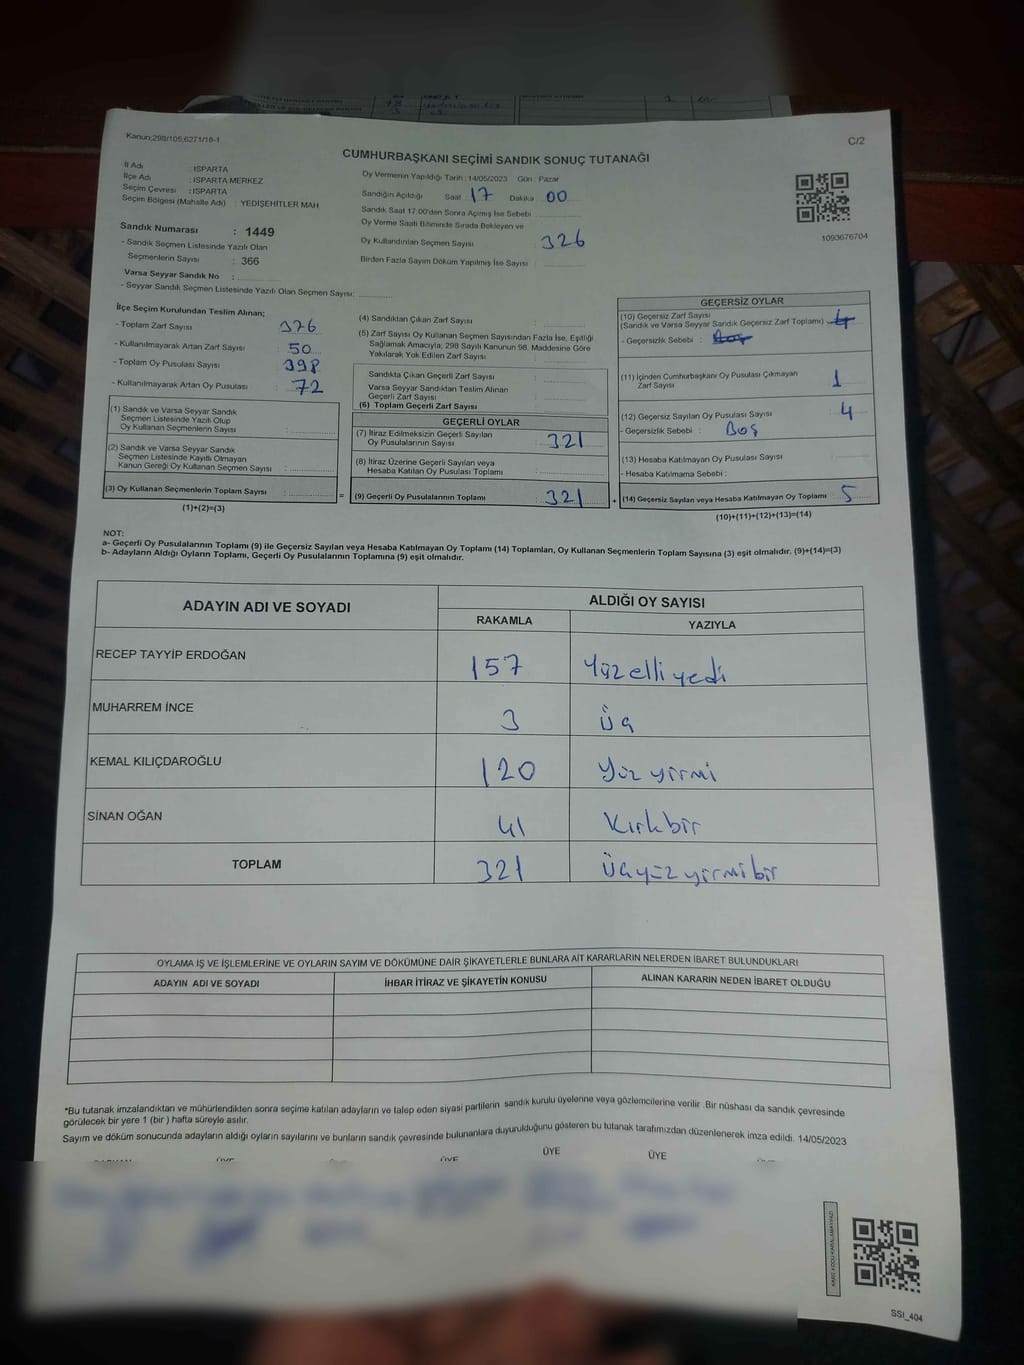 Kanun;298/105,6271/18-1
C/2
CUMHURBAŞKANI SEÇİMİ SANDIK SONUÇ TUTANAĞI
İl Adı : ISPARTA
İlçe Adı : ISPARTA MERKEZ
Seçim Çevresi : ISPARTA
Seçim Bölgesi (Mahalle Adı) : YEDİŞEHİTLER MAH
Oy Vermenin Yapıldığı Tarih : 14/05/2023 Gün : Pazar
Sandığın Açıldığı Saat 17 Dakika 00
Sandık Saat 17:00'den Sonra Açımış İse Sebebi
Oy Verme Saati Bitiminde Sırada Bekleyen ve
Oy Kullandırılan Seçmen Sayısı 326
Birden Fazla Sayım Döküm Yapılmış İse Sayısı :
1093676704
Sandık Numarası : 1449
- Sandık Seçmen Listesinde Yazılı Olan
Seçmenlerin Sayısı : 366
Varsa Seyyar Sandık No :
- Seyyar Sandık Seçmen Listesinde Yazılı Olan Seçmen Sayısı:
İlçe Seçim Kurulundan Teslim Alınan;
- Toplam Zarf Sayısı 376
- Kullanılmayarak Artan Zarf Sayısı : 50
- Toplam Oy Pusulası Sayısı : 398
- Kullanılmayarak Artan Oy Pusulası : 72
(1) Sandık ve Varsa Seyyar Sandık
Seçmen Listesinde Yazılı Olup
Oy Kullanan Seçmenlerin Sayısı :
(2) Sandık ve Varsa Seyyar Sandık
Seçmen Listesinde Kayıtlı Olmayan
Kanun Gereği Oy Kullanan Seçmen Sayısı :
(3) Oy Kullanan Seçmenlerin Toplam Sayısı :
(1)+(2)=(3)
(4) Sandıktan Çıkan Zarf Sayısı :
(5) Zarf Sayısı Oy Kullanan Seçmen Sayısından Fazla İse, Eşitliği
Sağlamak Amacıyla, 298 Sayılı Kanunun 98. Maddesine Göre
Yakılarak Yok Edilen Zarf Sayısı :
Sandıkta Çıkan Geçerli Zarf Sayısı :
Varsa Seyyar Sandıktan Teslim Alınan
Geçerli Zarf Sayısı :
(6) Toplam Geçerli Zarf Sayısı :
GEÇERLİ OYLAR
(7) İtiraz Edilmeksizin Geçerli Sayılan
Oy Pusulalarının Sayısı : 321
(8) İtiraz Üzerine Geçerli Sayılan veya
Hesaba Katılan Oy Pusulası Toplamı :
= (9) Geçerli Oy Pusulalarının Toplamı : 321
GEÇERSİZ OYLAR
(10) Geçersiz Zarf Sayısı
(Sandık ve Varsa Seyyar Sandık Geçersiz Zarf Toplamı) 4
- Geçersizlik Sebebi : Boş
(11) İçinden Cumhurbaşkanı Oy Pusulası Çıkmayan
Zarf Sayısı : 1
(12) Geçersiz Sayılan Oy Pusulası Sayısı : 4
- Geçersizlik Sebebi : Boş
(13) Hesaba Katılmayan Oy Pusulası Sayısı :
- Hesaba Katılmama Sebebi :
+ (14) Geçersiz Sayılan veya Hesaba Katılmayan Oy Toplamı : 5
(10)+(11)+(12)+(13)=(14)
NOT:
a- Geçerli Oy Pusulalarının Toplamı (9) ile Geçersiz Sayılan veya Hesaba Katılmayan Oy Toplamı (14) Toplamları, Oy Kullanan Seçmenlerin Toplam Sayısına (3) eşit olmalıdır. (9)+(14)=(3)
b- Adayların Aldığı Oyların Toplamı, Geçerli Oy Pusulalarının Toplamına (9) eşit olmalıdır.
ADAYIN ADI VE SOYADI
ALDIĞI OY SAYISI
RAKAMLA YAZIYLA
RECEP TAYYİP ERDOĞAN 157 Yüz elli yedi
MUHARREM İNCE 3 Üç
KEMAL KILIÇDAROĞLU 120 Yüz yirmi
SİNAN OĞAN 41 Kırkbir
TOPLAM 321 Üçyüz yirmi bir
OYLAMA İŞ VE İŞLEMLERİNE VE OYLARIN SAYIM VE DÖKÜMÜNE DAİR ŞİKAYETLERLE BUNLARA AİT KARARLARIN NELERDEN İBARET BULUNDUKLARI
ADAYIN ADI VE SOYADI İHBAR İTİRAZ VE ŞİKAYETİN KONUSU ALINAN KARARIN NEDEN İBARET OLDUĞU
*Bu tutanak imzalandıktan ve mühürlendikten sonra seçime katılan adayların ve talep eden siyasi partilerin sandık kurulu üyelerine veya gözlemcilerine verilir .Bir nüshası da sandık çevresinde
görülecek bir yere 1 (bir ) hafta süreyle asılır.
Sayım ve döküm sonucunda adayların aldığı oyların sayılarını ve bunların sandık çevresinde bulunanlara duyurulduğunu gösteren bu tutanak tarafımızdan düzenlenerek imza edildi. 14/05/2023
ÜYE ÜYE ÜYE
SSİ_404